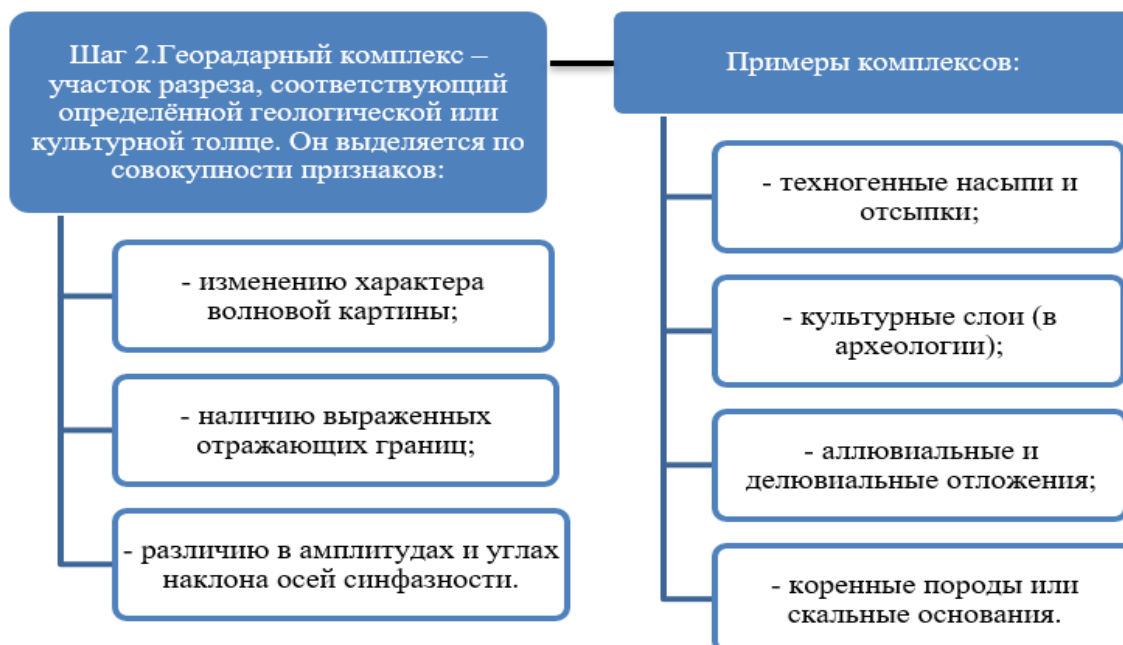 Шаг 2.Георадарный комплекс –
участок разреза, соответствующий
определённой геологической или
культурной толще. Он выделяется по
совокупности признаков:
- изменению характера
волновой картины;
- наличию выраженных
отражающих границ;
- различию в амплитудах и углах
наклона осей синфазности.
Примеры комплексов:
- техногенные насыпи и
отсыпки;
- культурные слои (в
археологии);
- аллювиальные и
делювиальные отложения;
- коренные породы или
скальные основания.